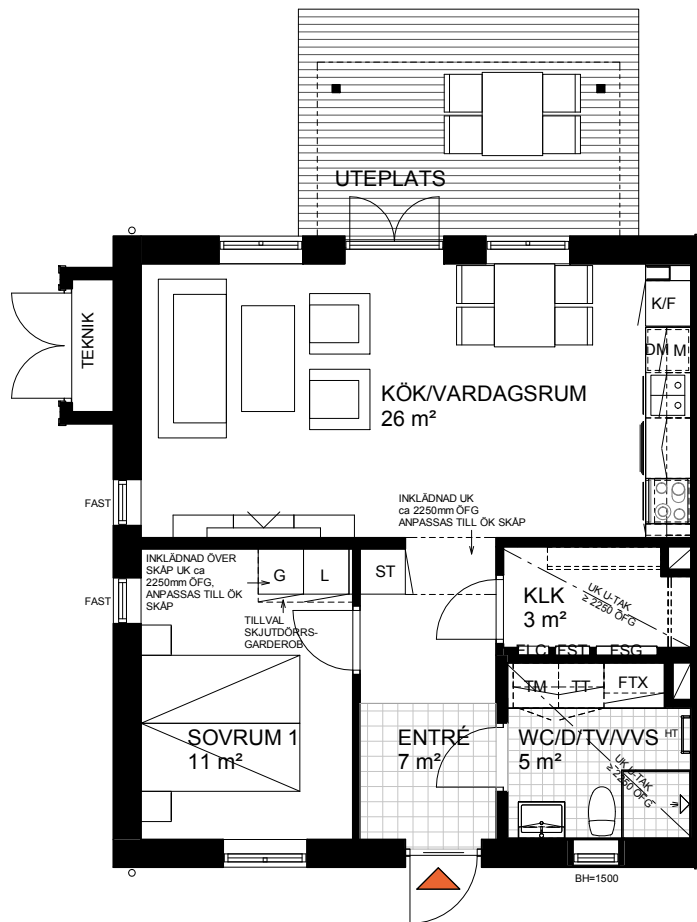 UTEPLATS
TEKNIK
K/F
DM M
KÖK/VARDAGSRUM
26 m²
FAST
INKLÄDNAD UK
ca 2250mm ÖFG
ANPASSAS TILL ÖK SKÅP
INKLÄDNAD ÖVER
SKÅP UK ca
2250mm ÖFG,
ANPASSAS TILL ÖK
SKÅP
G
L
ST
FAST
TILLVAL
SKJUTDÖRRS-
GARDEROB
KLK
3 m²
UK U-TAK
≥ 2250 ÖFG
ELC
FST
FSG
TM
TT
FTX
SOVRUM 1
11 m²
ENTRÉ
7 m²
WC/D/TV/VVS
5 m²
HT
UK U-TAK
≥ 2250 ÖFG
BH=1500